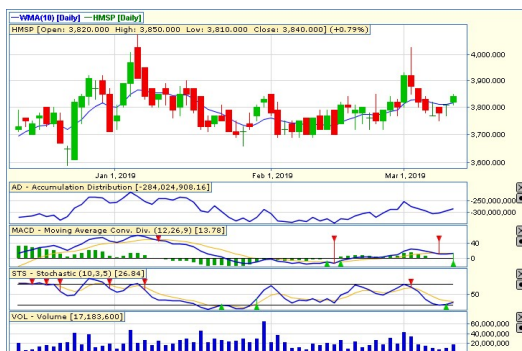 WMA(10) [Daily] HMSP [Daily]
HMSP [Open: 3,820.000 High: 3,850.000 Low: 3,810.000 Close: 3,840.000] (+0.79%)
4,000.000
3,900.000
3,800.000
3,700.000
3,600.000
Jan 1, 2019 Feb 1, 2019 Mar 1, 2019
AD - Accumulation Distribution [-284,024,908.16]
-250,000,000
-300,000,000
MACD - Moving Average Conv. Div. (12,26,9) [13.78]
40
0
STS - Stochastic (10,3,5) [26.84]
50
VOL - Volume [17,183,600]
60,000,000
40,000,000
20,000,000